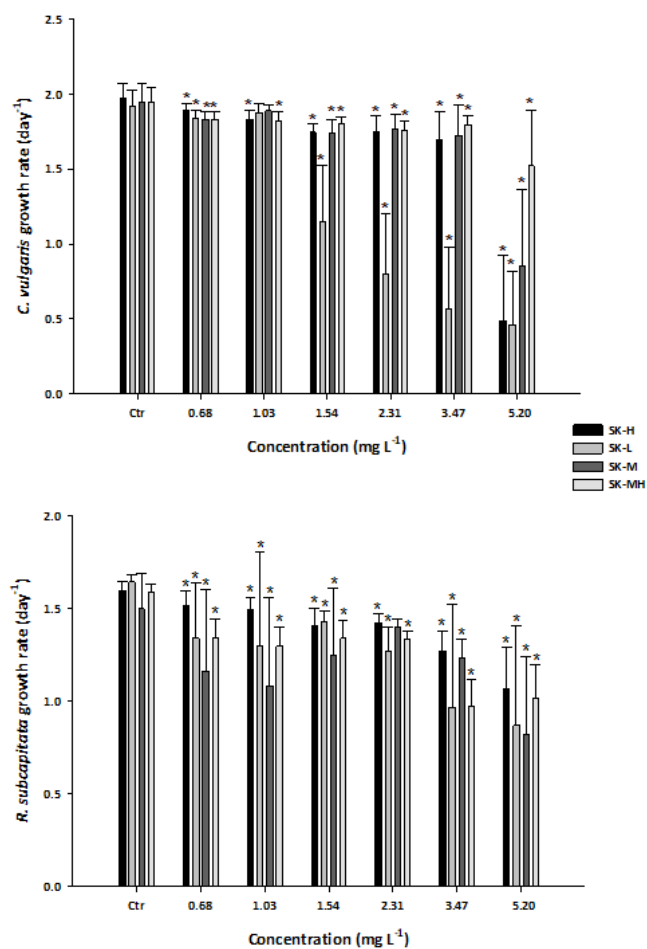 2.5
2.0
1.5
1.0
0.5
0.0
C. vulgaris growth rate (day-1)
* * * * * * * * * * * * * * * * * * * * * * *
Ctr 0.68 1.03 1.54 2.31 3.47 5.20
Concentration (mg L-1)
SK-H
SK-L
SK-M
SK-MH
2.0
1.5
1.0
0.5
0.0
R. subcapitata growth rate (day-1)
* * * * * * * * * * * * * * * * * * * * * * *
Ctr 0.68 1.03 1.54 2.31 3.47 5.20
Concentration (mg L-1)